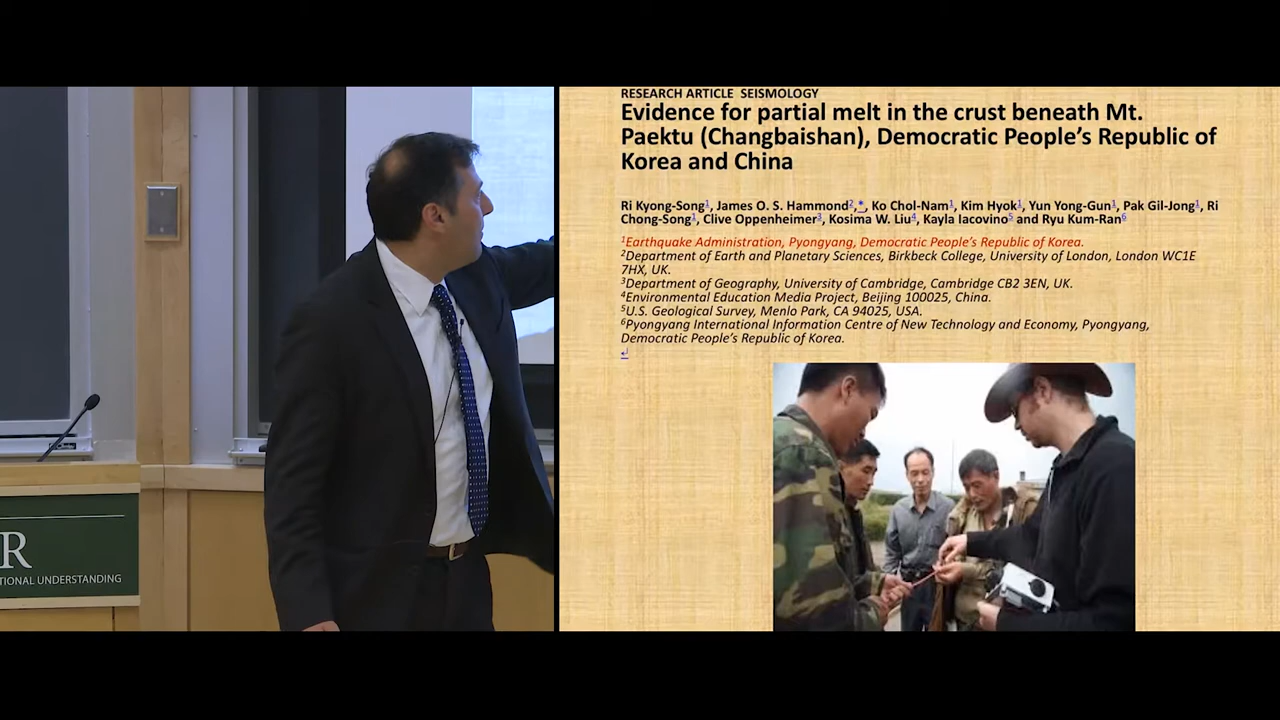 RESEARCH ARTICLE SEISMOLOGY
Evidence for partial melt in the crust beneath Mt.
Paektu (Changbaishan), Democratic People's Republic of
Korea and China
Ri Kyong-Song1, James O. S. Hammond2,*, Ko Chol-Nam1, Kim Hyok1, Yun Yong-Gun1, Pak Gil-Jong1, Ri
Chong-Song1, Clive Oppenheimer3, Kosima W. Liu4, Kayla Iacovino5 and Ryu Kum-Ran6
1Earthquake Administration, Pyongyang, Democratic People's Republic of Korea.
2Department of Earth and Planetary Sciences, Birkbeck College, University of London, London WC1E
7HX, UK.
3Department of Geography, University of Cambridge, Cambridge CB2 3EN, UK.
4Environmental Education Media Project, Beijing 100025, China.
5U.S. Geological Survey, Menlo Park, CA 94025, USA.
6Pyongyang International Information Centre of New Technology and Economy, Pyongyang,
Democratic People's Republic of Korea.
↲
R
TIONAL UNDERSTANDING